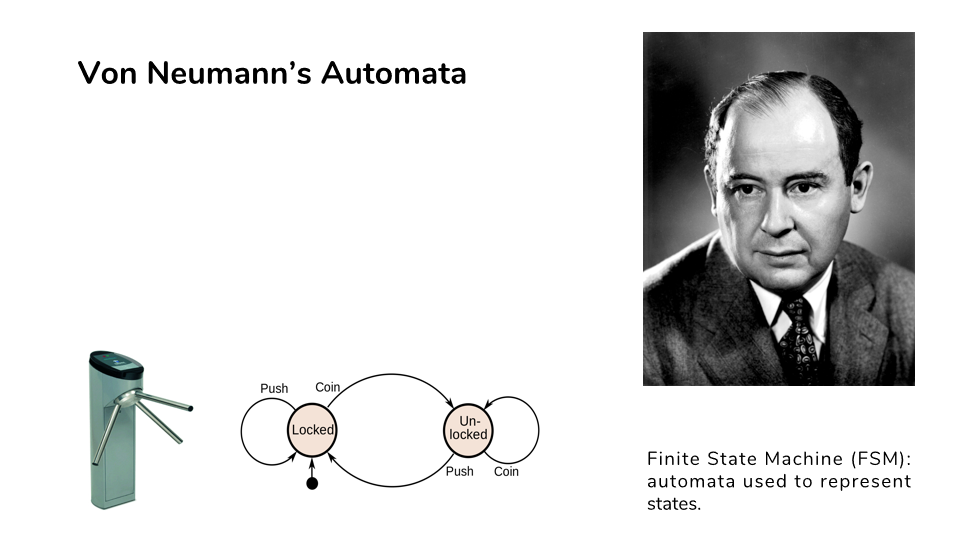 Von Neumann’s Automata
Push
Coin
Locked
Un-
locked
Push
Coin
Finite State Machine (FSM):
automata used to represent
states.